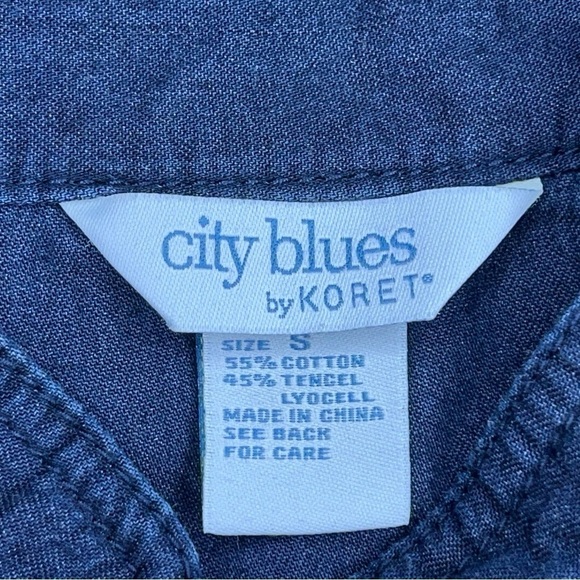 city blues
by KORET®
SIZE S
55% COTTON
45% TENCEL
LYOCELL
MADE IN CHINA
SEE BACK
FOR CARE